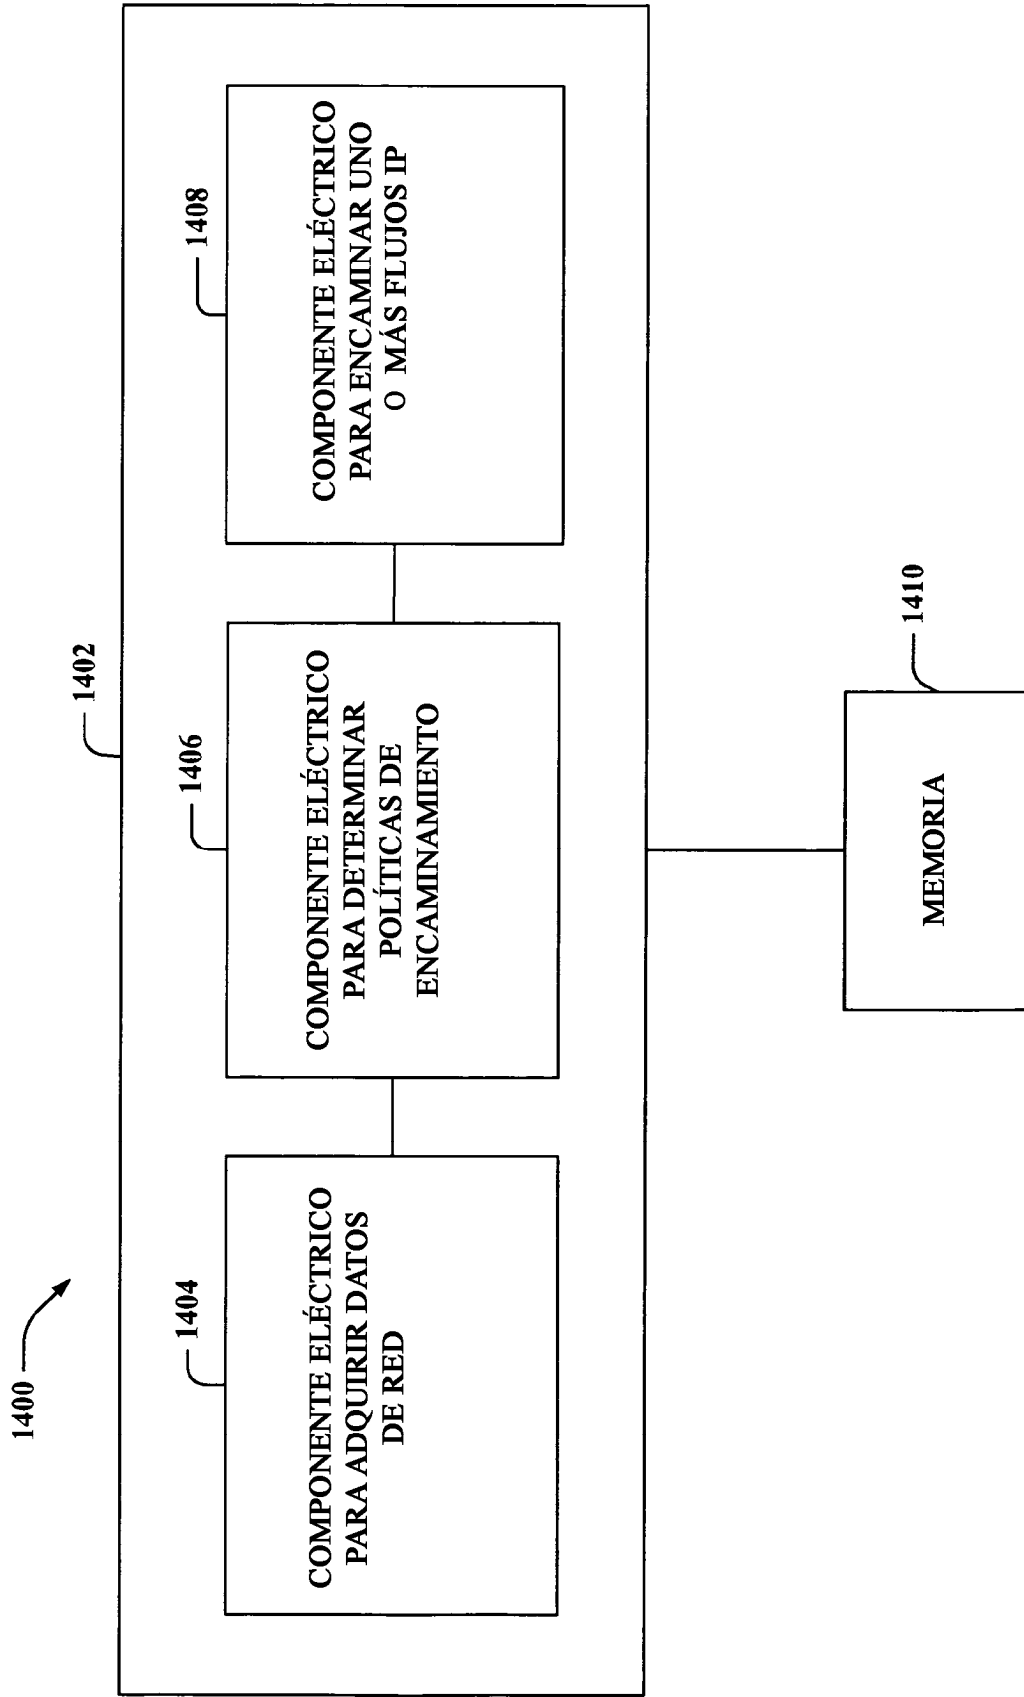 1400
1402
1404
COMPONENTE ELÉCTRICO
PARA ADQUIRIR DATOS
DE RED
1406
COMPONENTE ELÉCTRICO
PARA DETERMINAR
POLÍTICAS DE
ENCAMINAMIENTO
1408
COMPONENTE ELÉCTRICO
PARA ENCAMINAR UNO
O MÁS FLUJOS IP
1410
MEMORIA